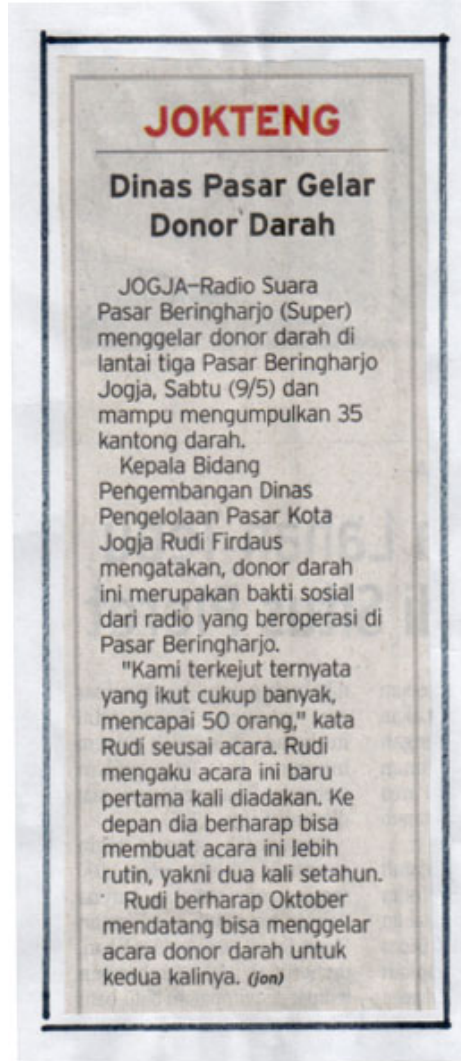 JOKTENG
Dinas Pasar Gelar
Donor Darah
JOGJA–Radio Suara
Pasar Beringharjo (Super)
menggelar donor darah di
lantai tiga Pasar Beringharjo
Jogja, Sabtu (9/5) dan
mampu mengumpulkan 35
kantong darah.
Kepala Bidang
Pengembangan Dinas
Pengelolaan Pasar Kota
Jogja Rudi Firdaus
mengatakan, donor darah
ini merupakan bakti sosial
dari radio yang beroperasi di
Pasar Beringharjo.
"Kami terkejut ternyata
yang ikut cukup banyak,
mencapai 50 orang," kata
Rudi seusai acara. Rudi
mengaku acara ini baru
pertama kali diadakan. Ke
depan dia berharap bisa
membuat acara ini lebih
rutin, yakni dua kali setahun.
Rudi berharap Oktober
mendatang bisa menggelar
acara donor darah untuk
kedua kalinya. (jon)